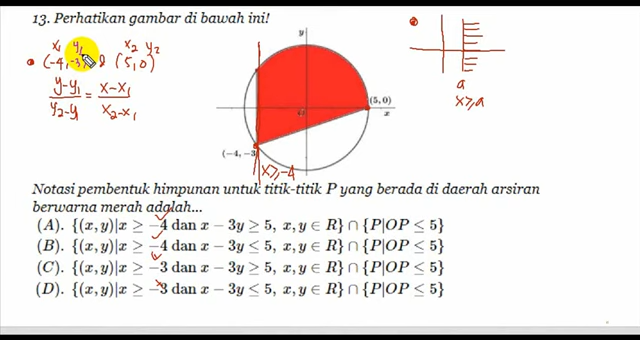 13. Perhatikan gambar di bawah ini!
x₁ y₁ x₂ y₂
(-4, -3) & (5, 0)
y-y₁ / y₂-y₁ = x-x₁ / x₂-x₁
y
(5, 0)
x
(−4, −3
x ≥ -4
a
x ≥ a
Notasi pembentuk himpunan untuk titik-titik P yang berada di daerah arsiran
berwarna merah adalah...
(A). {(x, y)|x ≥ −4 dan x − 3y ≥ 5, x, y ∈ R} ∩ {P|OP ≤ 5}
(B). {(x, y)|x ≥ −4 dan x − 3y ≤ 5, x, y ∈ R} ∩ {P|OP ≤ 5}
(C). {(x, y)|x ≥ −3 dan x − 3y ≥ 5, x, y ∈ R} ∩ {P|OP ≤ 5}
(D). {(x, y)|x ≥ −3 dan x − 3y ≤ 5, x, y ∈ R} ∩ {P|OP ≤ 5}